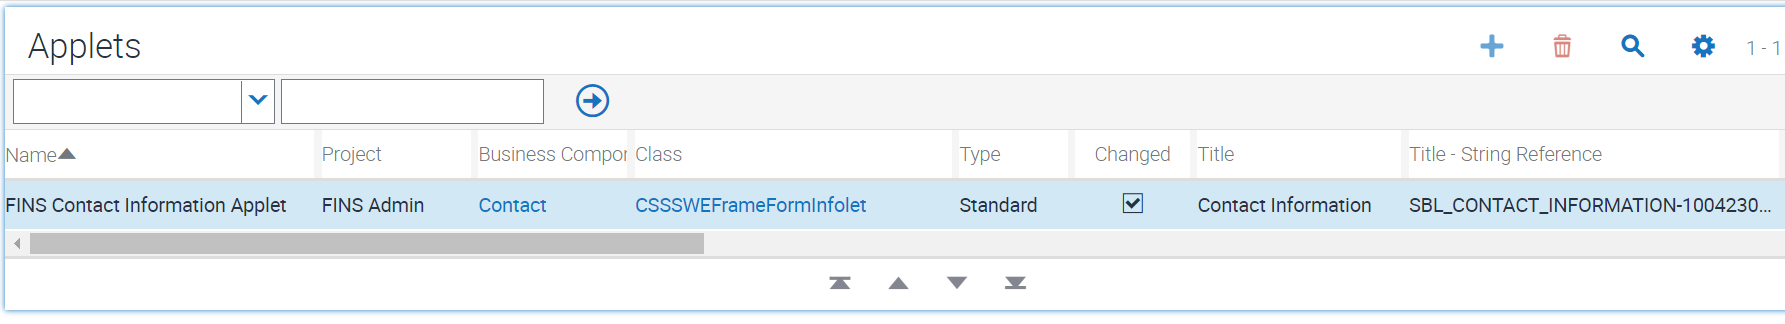 Applets
1 - 1
Name Project Business Compor Class Type Changed Title Title - String Reference
FINS Contact Information Applet FINS Admin Contact CSSSWEFrameFormInfolet Standard Contact Information SBL_CONTACT_INFORMATION-1004230...